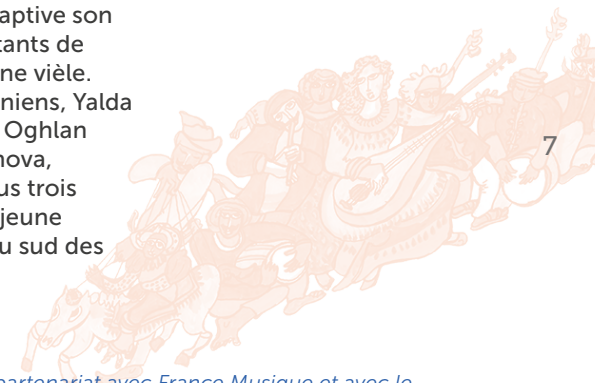 aptive son
tants de
ne vièle.
niens, Yalda
Oghlan
nova,
us trois
jeune
u sud des
7
partenariat avec France Musique et avec le